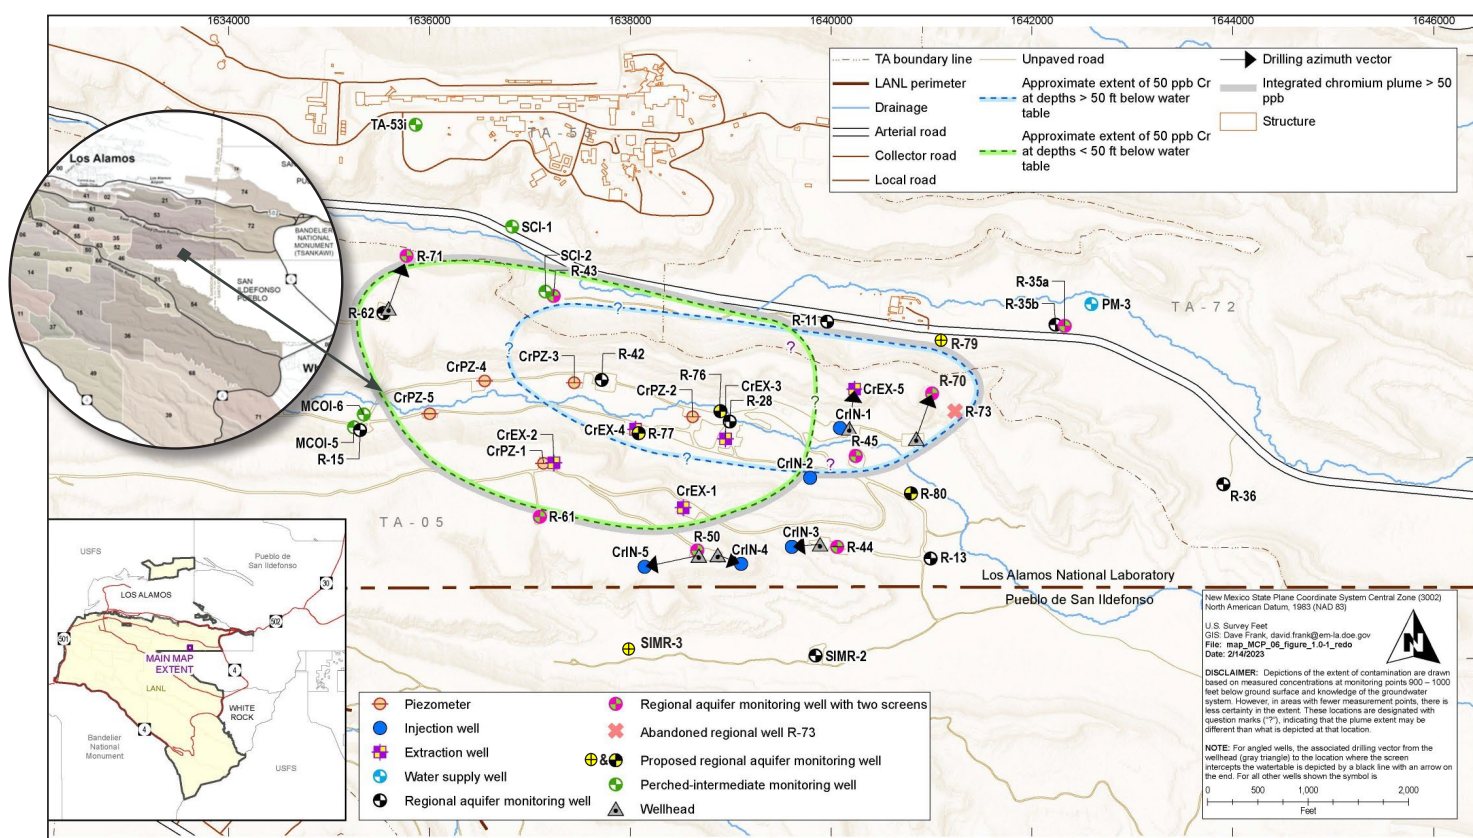 1634000
1636000
1638000
1640000
1642000
1644000
1646000
TA boundary line
LANL perimeter
Drainage
Arterial road
Collector road
Local road
Unpaved road
Approximate extent of 50 ppb Cr
at depths > 50 ft below water
table
Approximate extent of 50 ppb Cr
at depths < 50 ft below water
table
Drilling azimuth vector
Integrated chromium plume > 50
ppb
Structure
TA-53i
Los Alamos
BANDELIER
NATIONAL
MONUMENT
(TSANKAWI)
SAN
ILDEFONSO
PUEBLO
SCI-1
SCI-2
R-43
R-71
R-62
R-11
R-35a
R-35b
PM-3
TA-72
R-79
CrPZ-4
CrPZ-3
R-42
R-76
CrEX-3
R-28
CrPZ-2
CrEX-5
R-70
R-73
CrPZ-5
MCOI-6
MCOI-5
R-15
CrEX-4
R-77
CrIN-1
R-45
CrEX-2
CrPZ-1
CrIN-2
R-80
R-36
CrEX-1
TA-05
R-61
R-50
CrIN-5
CrIN-4
CrIN-3
R-44
R-13
Los Alamos National Laboratory
Pueblo de San Ildefonso
SIMR-3
SIMR-2
? ? ? ? ? ?
USFS
Pueblo de
San Ildefonso
LOS ALAMOS
30
502
501
MAIN MAP
EXTENT
4
LANL
WHITE
ROCK
4
Bandelier
National
Monument
USFS
Piezometer
Injection well
Extraction well
Water supply well
Regional aquifer monitoring well
Regional aquifer monitoring well with two screens
Abandoned regional well R-73
& Proposed regional aquifer monitoring well
Perched-intermediate monitoring well
Wellhead
New Mexico State Plane Coordinate System Central Zone (3002)
North American Datum, 1983 (NAD 83)
U.S. Survey Feet
GIS: Dave Frank, david.frank@em-la.doe.gov
File: map_MCP_06_figure_1.0-1_redo
Date: 2/14/2023
N
DISCLAIMER: Depictions of the extent of contamination are drawn
based on measured concentrations at monitoring points 900 – 1000
feet below ground surface and knowledge of the groundwater
system. However, in areas with fewer measurement points, there is
less certainty in the extent. These locations are designated with
question marks ("?"), indicating that the plume extent may be
different than what is depicted at that location.
NOTE: For angled wells, the associated drilling vector from the
wellhead (gray triangle) to the location where the screen
intercepts the watertable is depicted by a black line with an arrow on
the end. For all other wells shown the symbol is
0 1,000 2,000
Feet